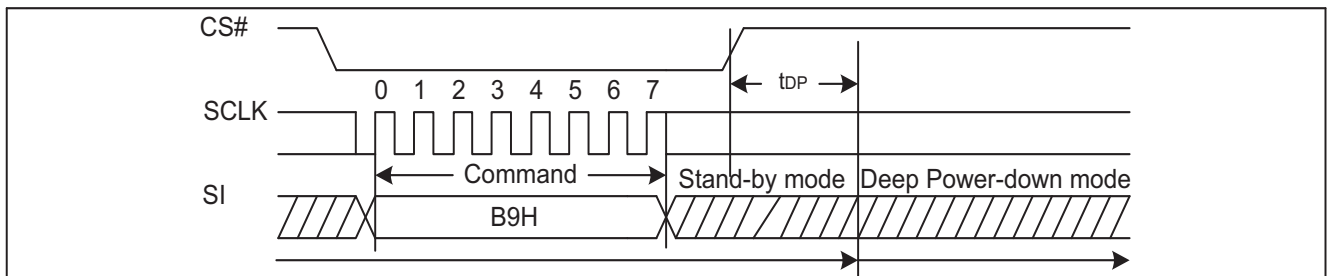 CS#
tDP
0 1 2 3 4 5 6 7
SCLK
Command
Stand-by mode Deep Power-down mode
SI
B9H